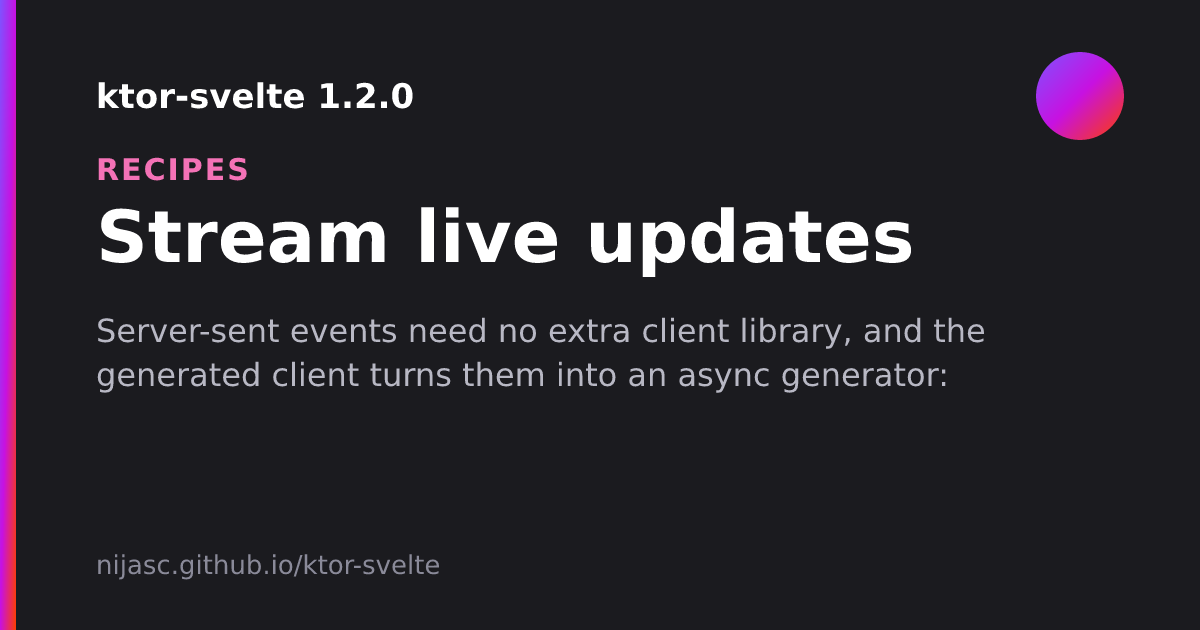 ktor-svelte 1.2.0
RECIPES
Stream live updates
Server-sent events need no extra client library, and the
generated client turns them into an async generator:
nijasc.github.io/ktor-svelte